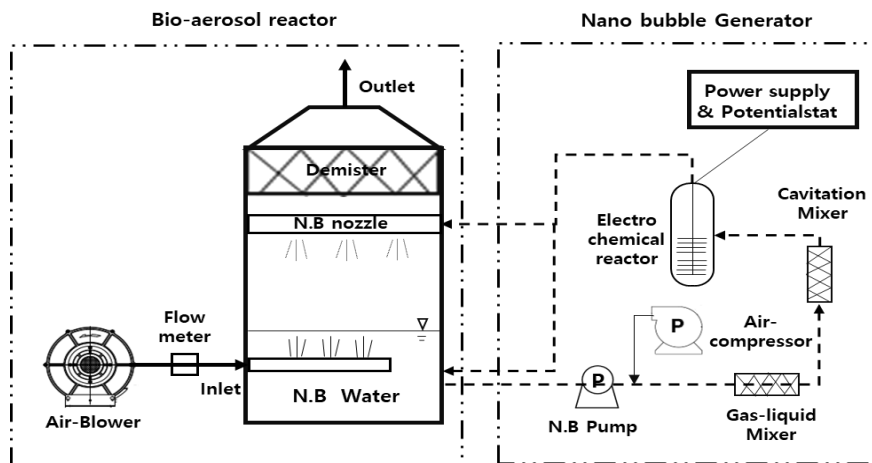 Bio-aerosol reactor
Nano bubble Generator
Outlet
Power supply
& Potentialstat
Demister
Cavitation
Mixer
N.B nozzle
Electro
chemical
reactor
Flow
meter
P
Air-
compressor
Inlet
P
N.B Water
Air-Blower
N.B Pump
Gas-liquid
Mixer